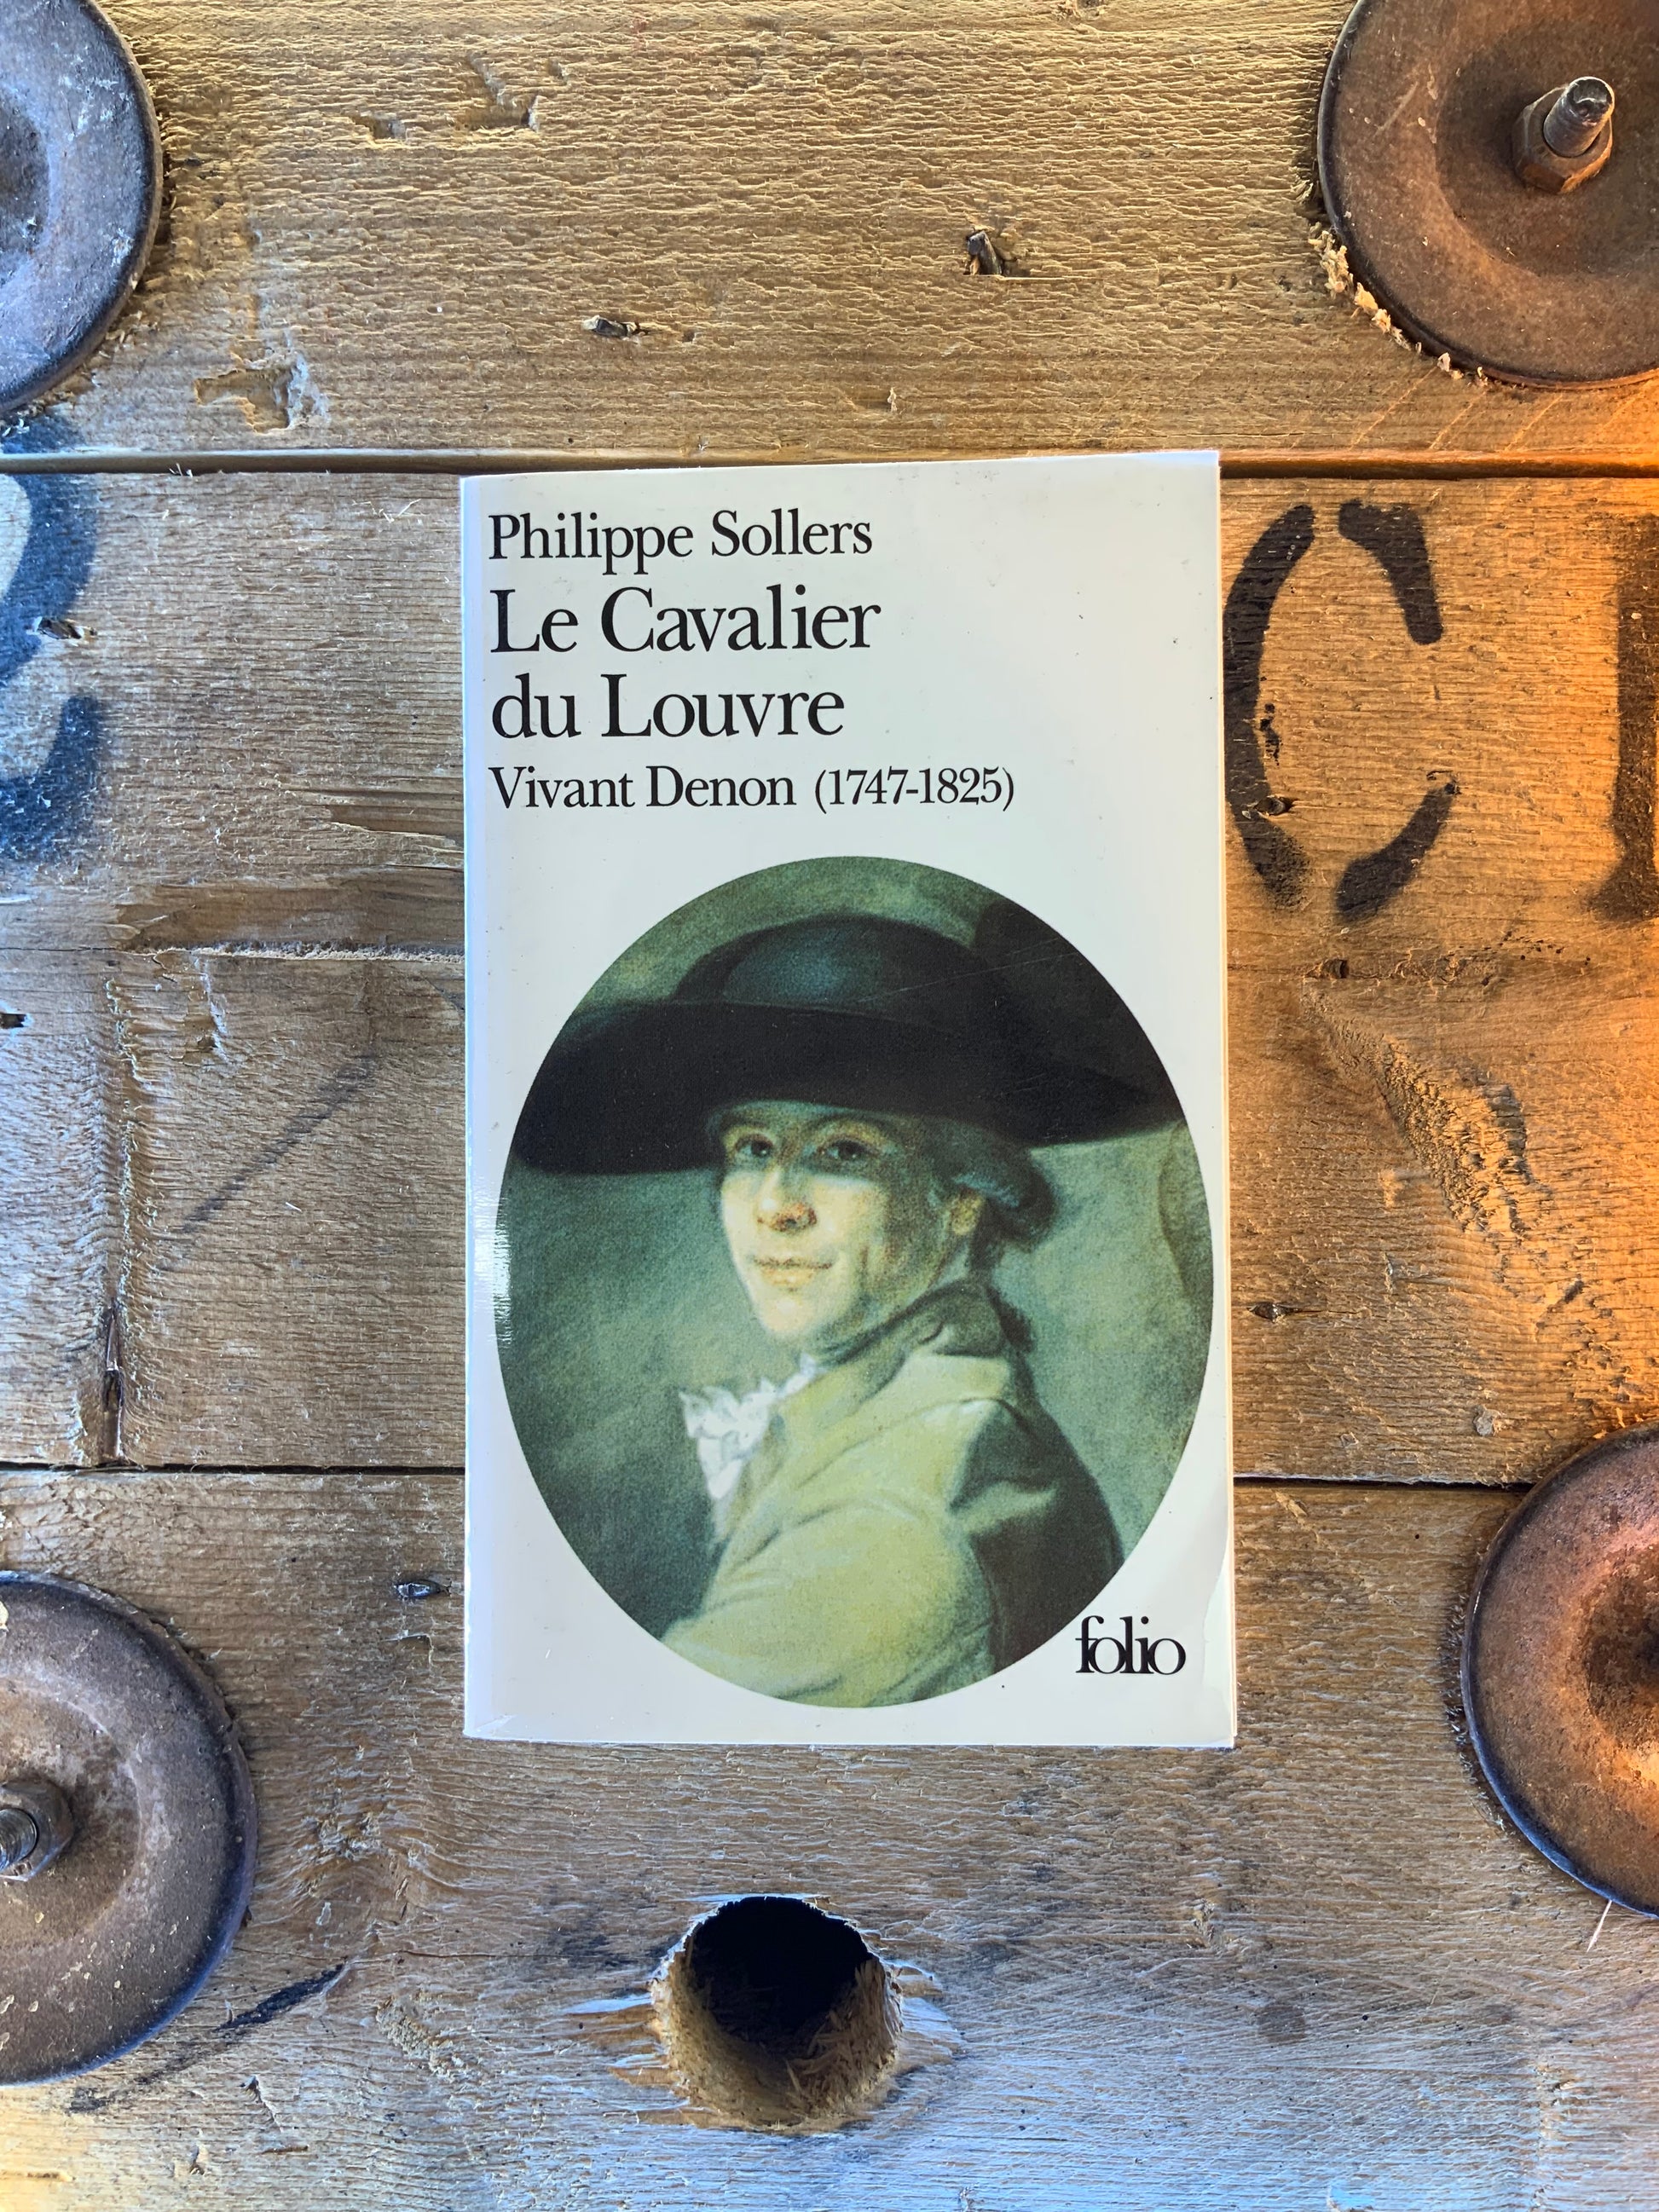 Philippe Sollers
Le Cavalier
du Louvre
Vivant Denon (1747-1825)
folio
C